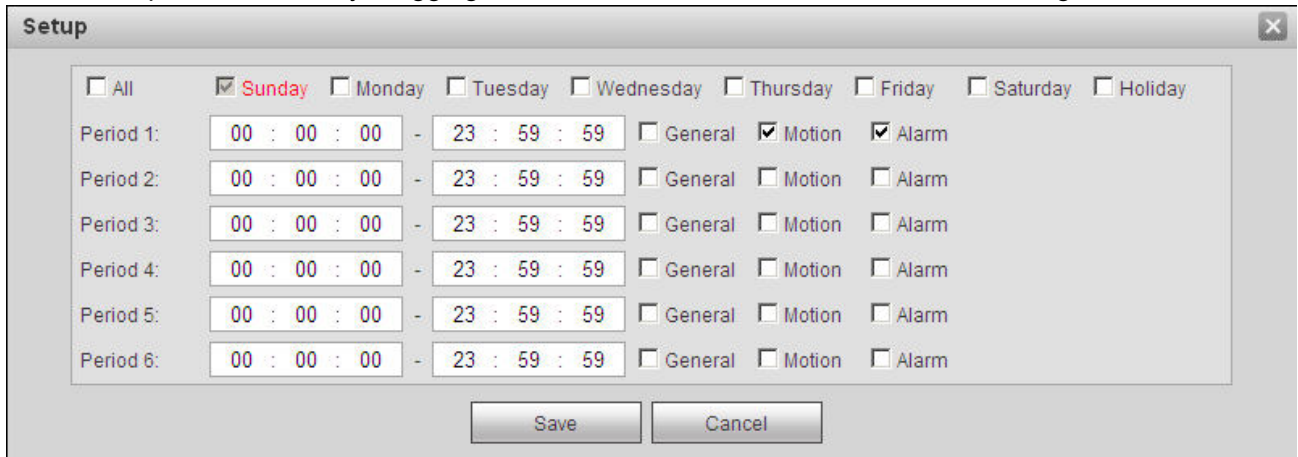 Setup
All Sunday Monday Tuesday Wednesday Thursday Friday Saturday Holiday
Period 1: 00 : 00 : 00 - 23 : 59 : 59 General Motion Alarm
Period 2: 00 : 00 : 00 - 23 : 59 : 59 General Motion Alarm
Period 3: 00 : 00 : 00 - 23 : 59 : 59 General Motion Alarm
Period 4: 00 : 00 : 00 - 23 : 59 : 59 General Motion Alarm
Period 5: 00 : 00 : 00 - 23 : 59 : 59 General Motion Alarm
Period 6: 00 : 00 : 00 - 23 : 59 : 59 General Motion Alarm
Save Cancel